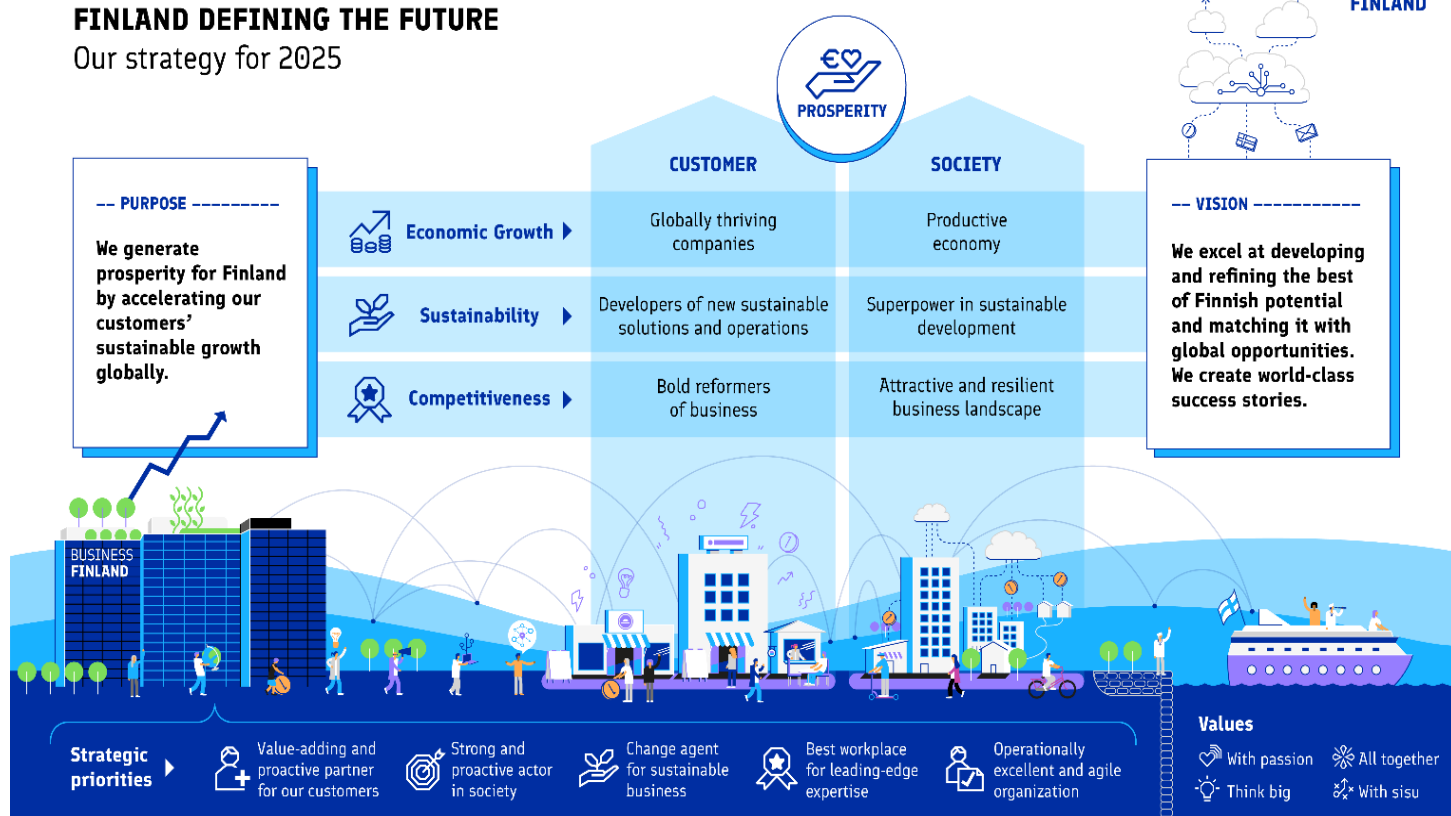 FINLAND DEFINING THE FUTURE
Our strategy for 2025
FINLAND
€
PROSPERITY
CUSTOMER
SOCIETY
PURPOSE
We generate
prosperity for Finland
by accelerating our
customers’
sustainable growth
globally.
Economic Growth
Globally thriving
companies
Productive
economy
Sustainability
Developers of new sustainable
solutions and operations
Superpower in sustainable
development
Competitiveness
Bold reformers
of business
Attractive and resilient
business landscape
VISION
We excel at developing
and refining the best
of Finnish potential
and matching it with
global opportunities.
We create world-class
success stories.
BUSINESS
FINLAND
Strategic
priorities
Value-adding and
proactive partner
for our customers
Strong and
proactive actor
in society
Change agent
for sustainable
business
Best workplace
for leading-edge
expertise
Operationally
excellent and agile
organization
Values
With passion
All together
Think big
With sisu